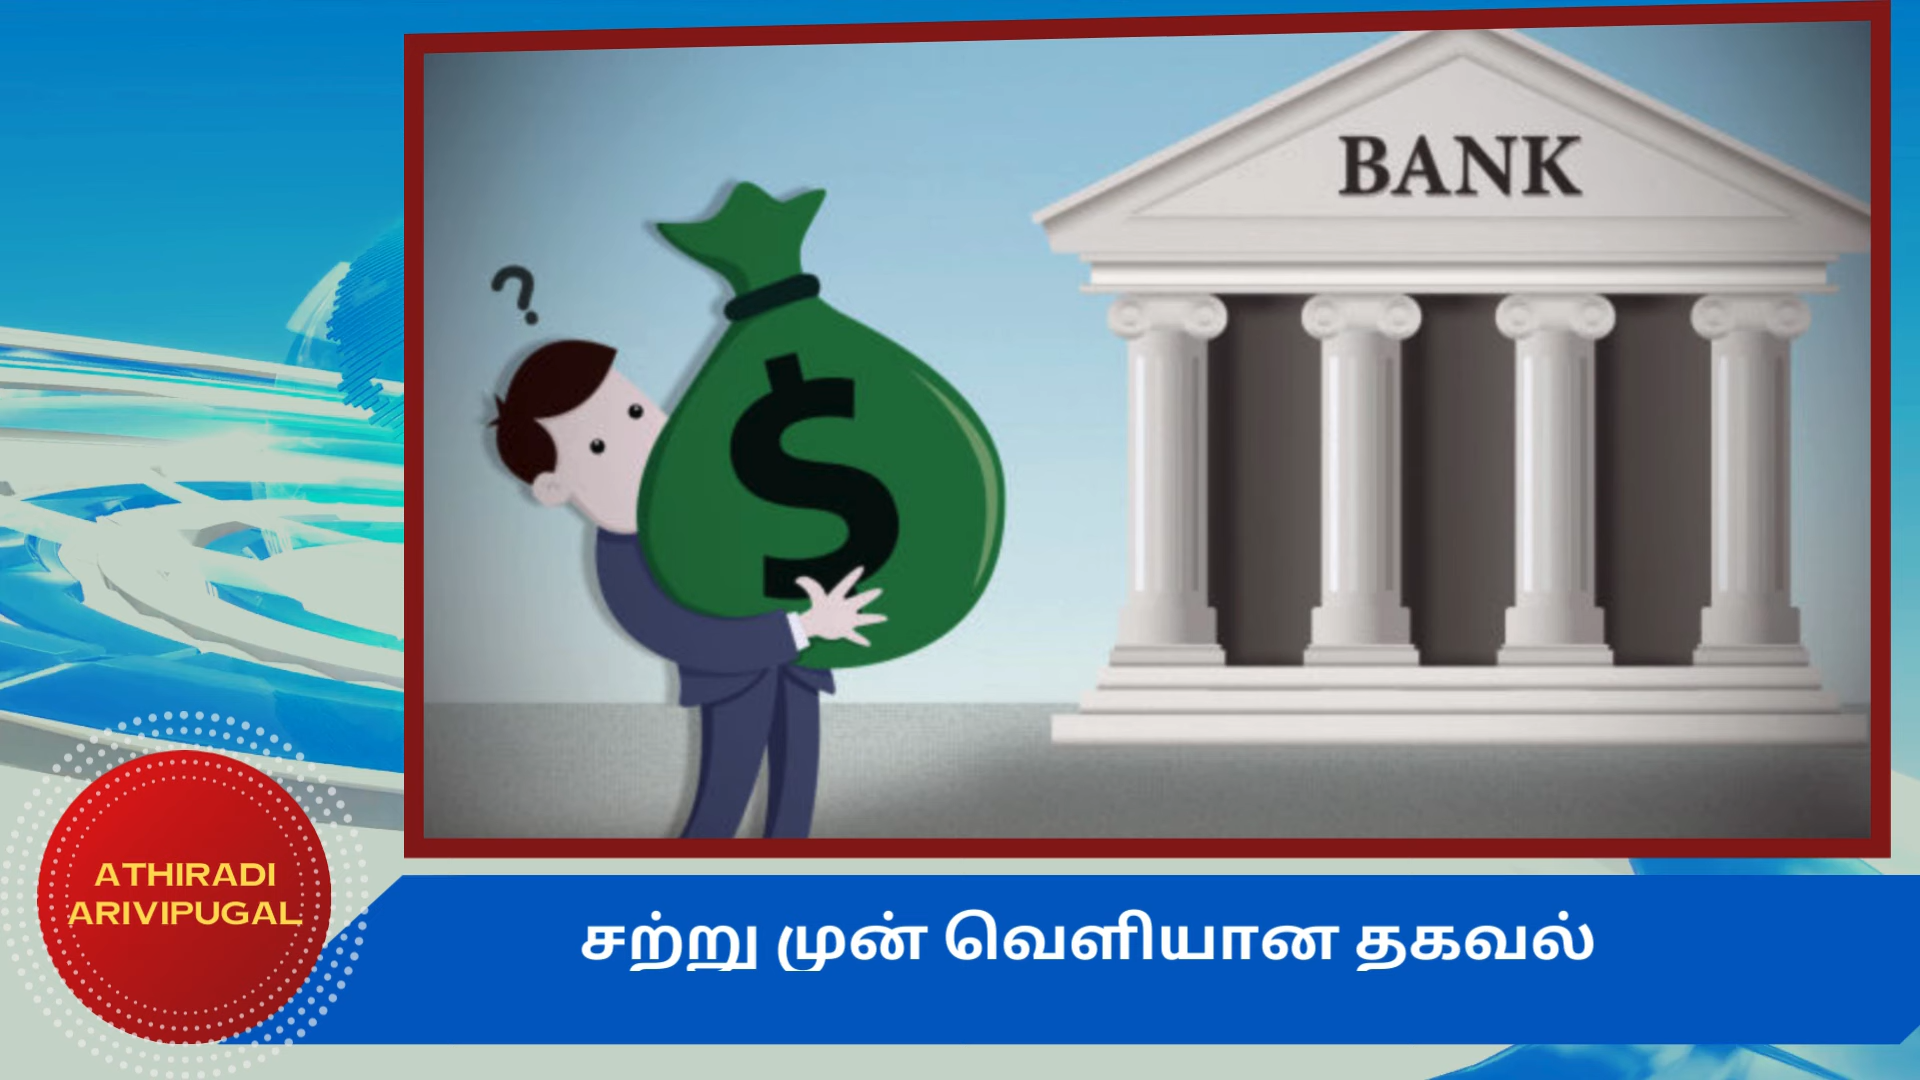 BANK
?
$
ATHIRADI
ARIVIPUGAL
சற்று முன் வெளியான தகவல்